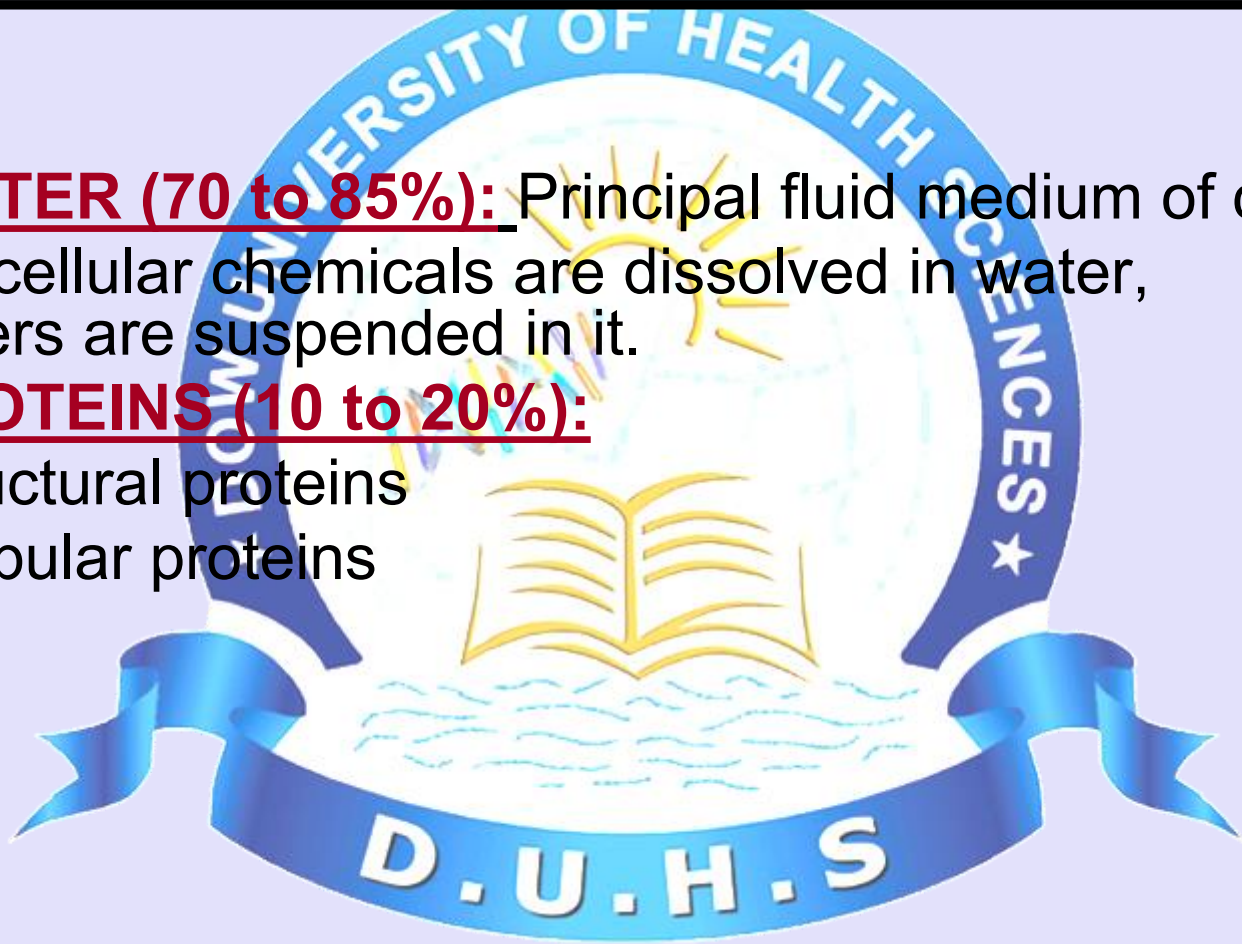 TER (70 to 85%): Principal fluid medium of
cellular chemicals are dissolved in water,
ers are suspended in it.
OTEINS (10 to 20%):
uctural proteins
bular proteins
★ DOW UNIVERSITY OF HEALTH SCIENCES ★
D.U.H.S